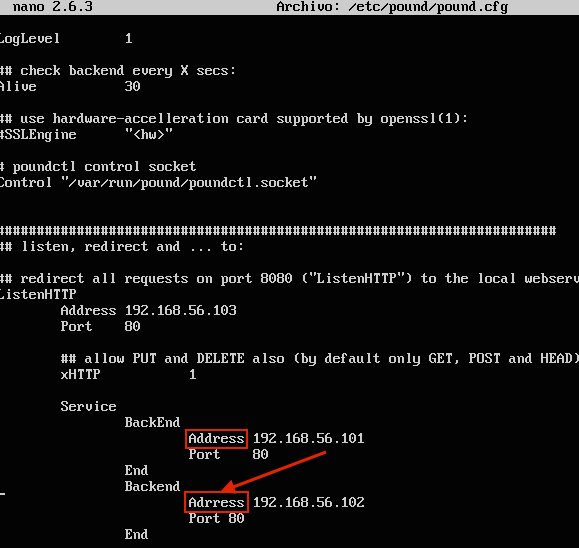 nano 2.6.3 Archivo: /etc/pound/pound.cfg
LogLevel 1
## check backend every X secs:
Alive 30
## use hardware-accelleration card supported by openssl(1):
#SSLEngine "<hw>"
# poundctl control socket
Control "/var/run/pound/poundctl.socket"
######################################################################
## listen, redirect and ... to:
## redirect all requests on port 8080 ("ListenHTTP") to the local webserv
ListenHTTP
Address 192.168.56.103
Port 80
## allow PUT and DELETE also (by default only GET, POST and HEAD)
xHTTP 1
Service
BackEnd
Address 192.168.56.101
Port 80
End
Backend
Adrress 192.168.56.102
Port 80
End